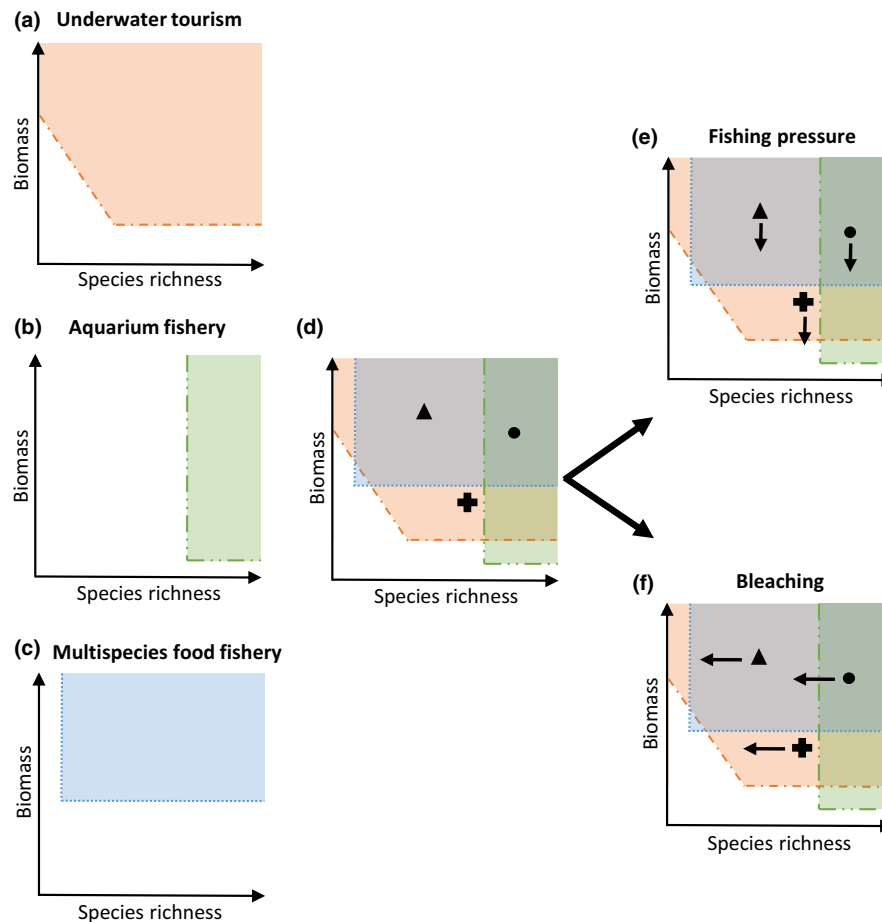 (a) Underwater tourism
Biomass
Species richness
(b) Aquarium fishery
Biomass
Species richness
(c) Multispecies food fishery
Biomass
Species richness
(d)
Biomass
Species richness
(e) Fishing pressure
Biomass
Species richness
(f) Bleaching
Biomass
Species richness